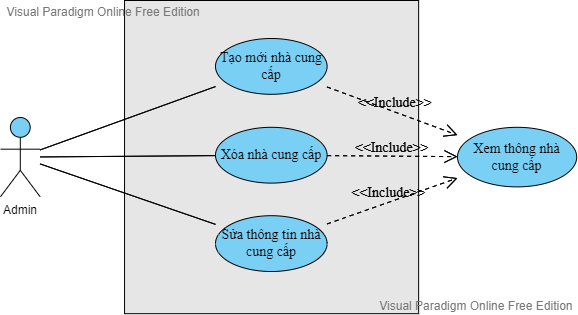 Visual Paradigm Online Free Edition
Tạo mới nhà cung
cấp
<<Include>>
Xóa nhà cung cấp
<<Include>>
Xem thông nhà
cung cấp
<<Include>>
Admin
Sửa thông tin nhà
cung cấp
Visual Paradigm Online Free Edition